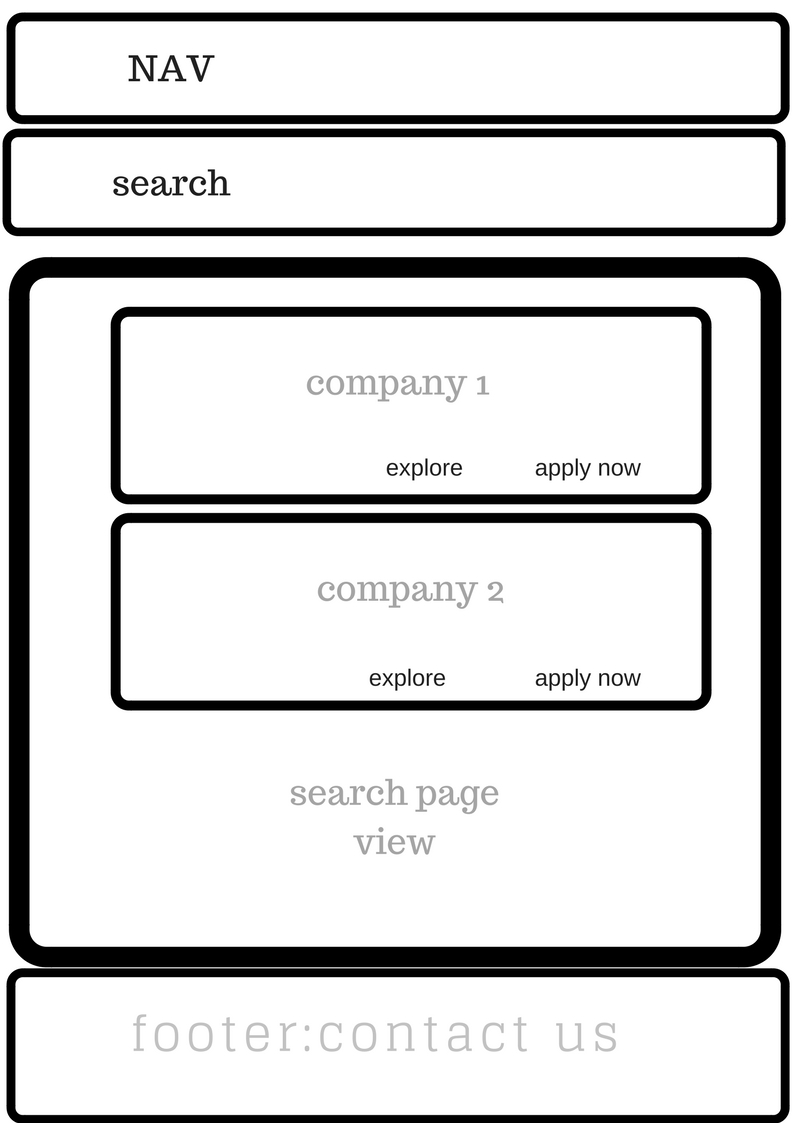 NAV
search
company 1
explore apply now
company 2
explore apply now
search page
view
footer:contact us